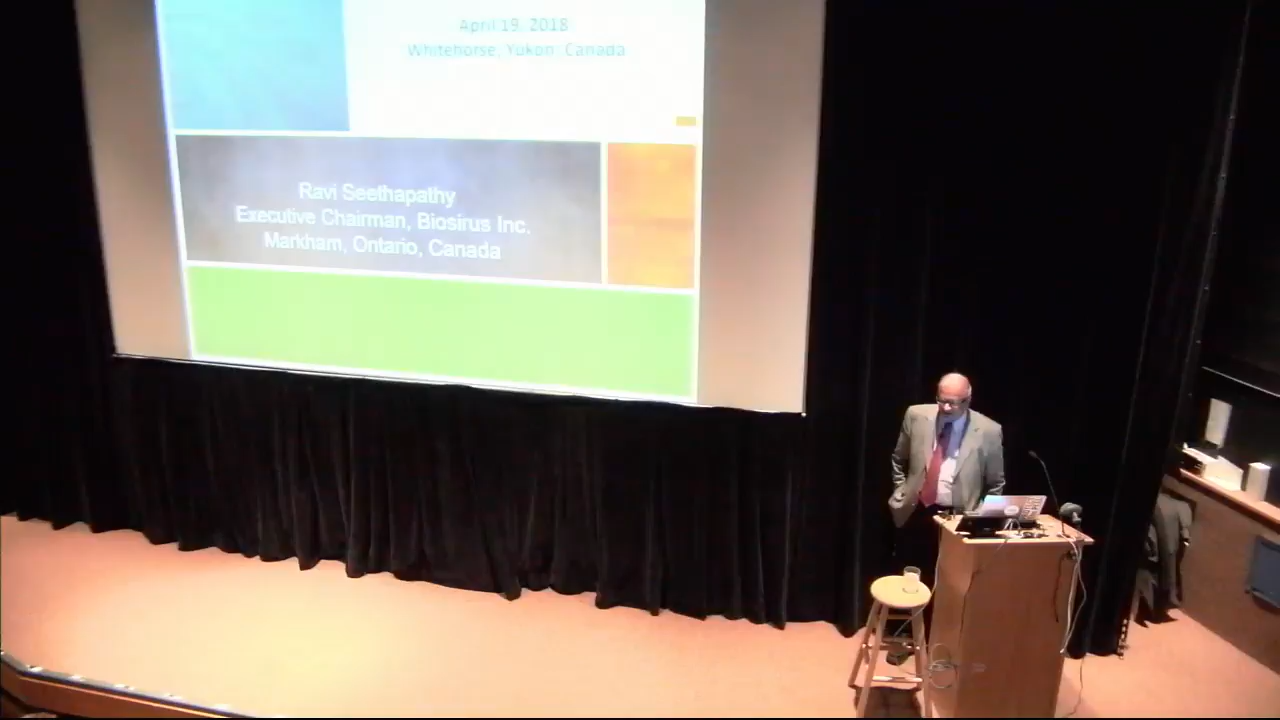 April 19, 2018
Whitehorse, Yukon, Canada
Ravi Seethapathy
Executive Chairman, Biosirus Inc.
Markham, Ontario, Canada